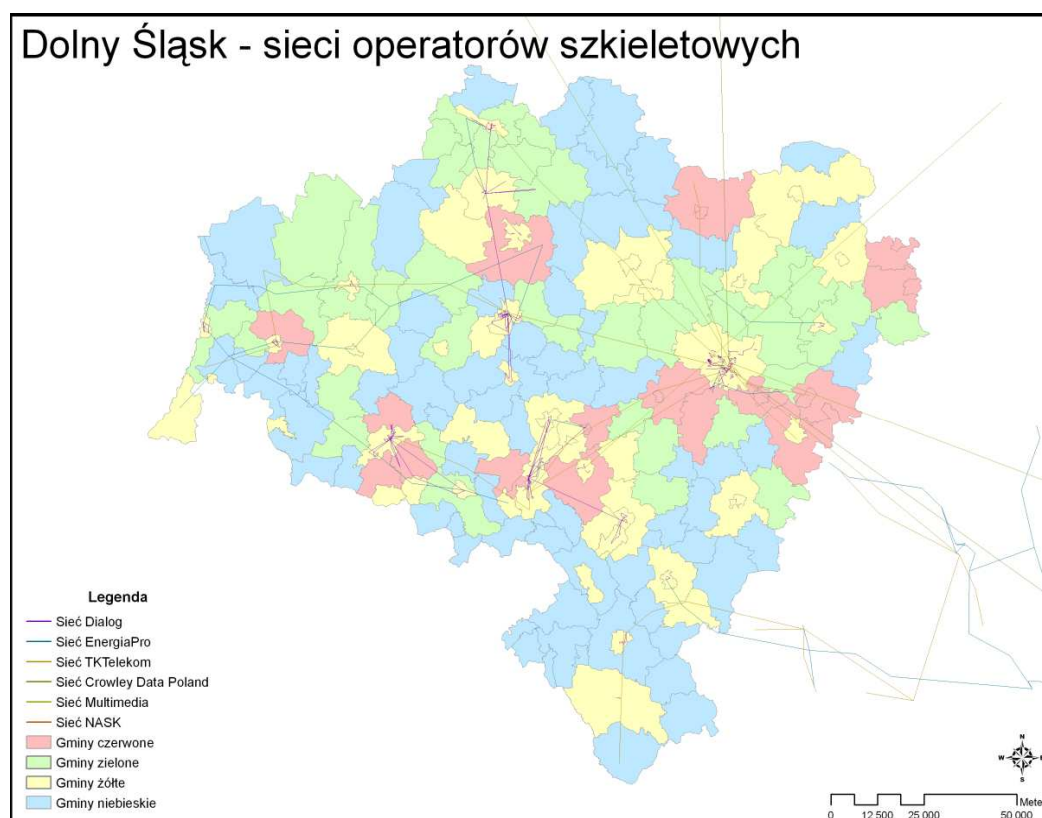 Dolny Śląsk - sieci operatorów szkieletowych
Legenda
Sieć Dialog
Sieć EnergiaPro
Sieć TKTelekom
Sieć Crowley Data Poland
Sieć Multimedia
Sieć NASK
Gminy czerwone
Gminy zielone
Gminy żółte
Gminy niebieskie
N
W
E
S
Mete
0 12 500 25 000 50 000